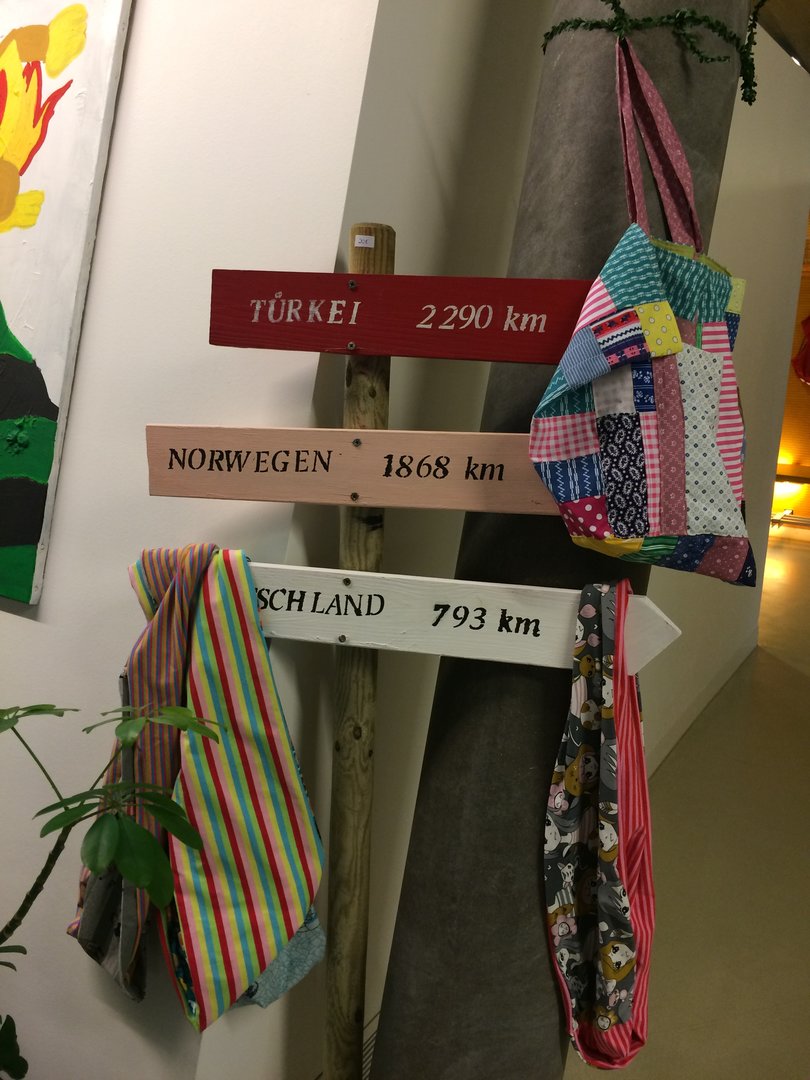 TÜRKEI 2290 km
NORWEGEN 1868 km
SCHLAND 793 km